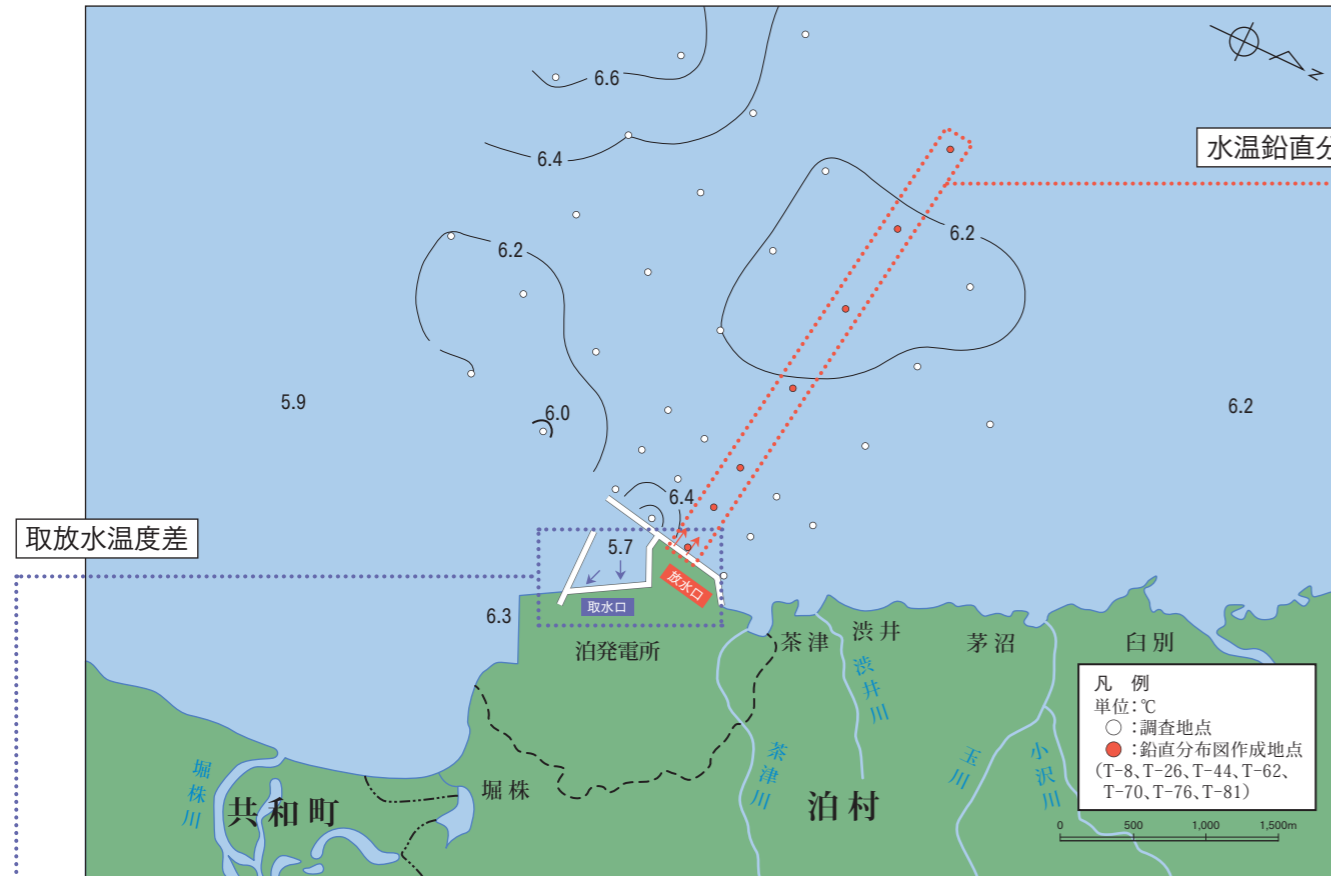 N
6.6
6.4
水温鉛直分
6.2
6.2
5.9
6.0
6.2
6.4
取放水温度差
5.7
放水口
取水口
6.3
泊発電所
茶津
渋井
茅沼
臼別
渋井川
茶津川
玉川
小沢川
堀株川
堀株
共和町
泊村
凡 例
単位:℃
○:調査地点
●:鉛直分布図作成地点
(T-8、T-26、T-44、T-62、
T-70、T-76、T-81)
0 500 1,000 1,500m